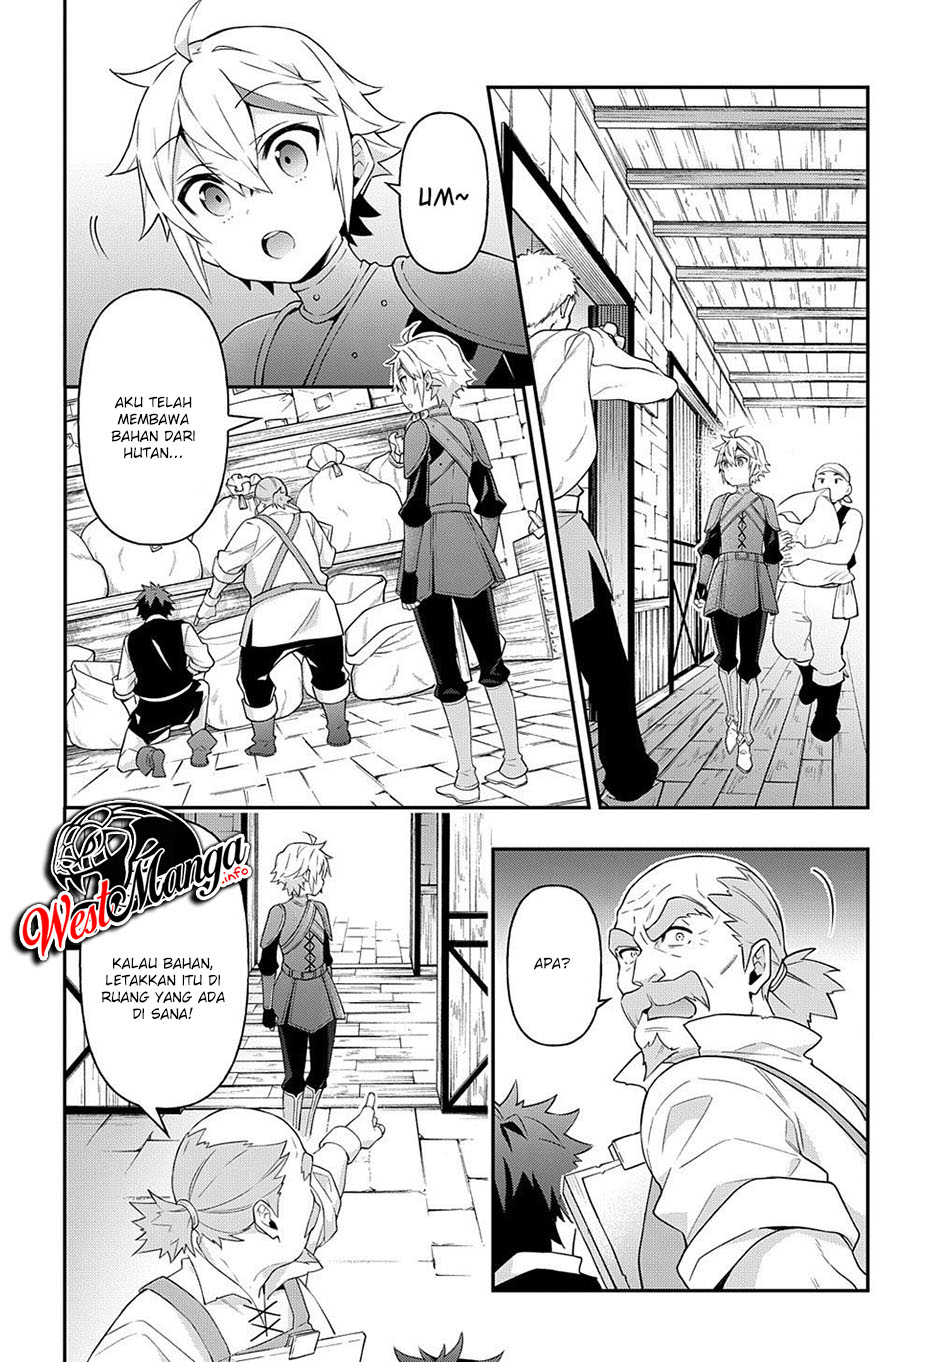 UM~
AKU TELAH
MEMBAWA
BAHAN DARI
HUTAN...
APA?
WestManga
.info
KALAU BAHAN,
LETAKKAN ITU DI
RUANG YANG ADA
DI SANA!